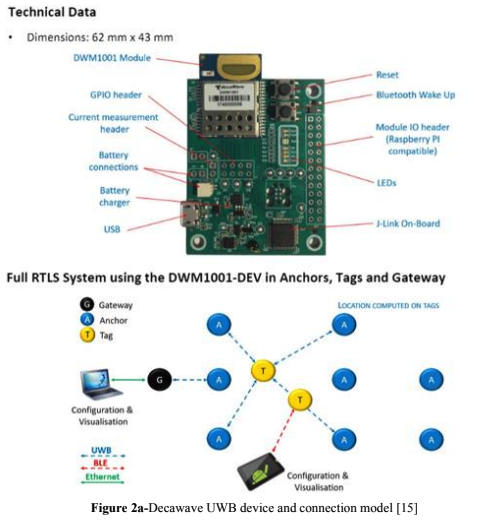 Technical Data
• Dimensions: 62 mm x 43 mm
DWM1001 Module
GPIO header
Current measurement
header
Battery
connections
Battery
charger
USB
Reset
Bluetooth Wake Up
Module IO header
(Raspberry PI
compatible)
LEDs
J-Link On-Board
Full RTLS System using the DWM1001-DEV in Anchors, Tags and Gateway
G Gateway
A Anchor
T Tag
LOCATION COMPUTED ON TAGS
A
A
T
G
A
A
A
T
A
A
A
Configuration &
Visualisation
UWB
BLE
Ethernet
Configuration &
Visualisation
Figure 2a-Decawave UWB device and connection model [15]